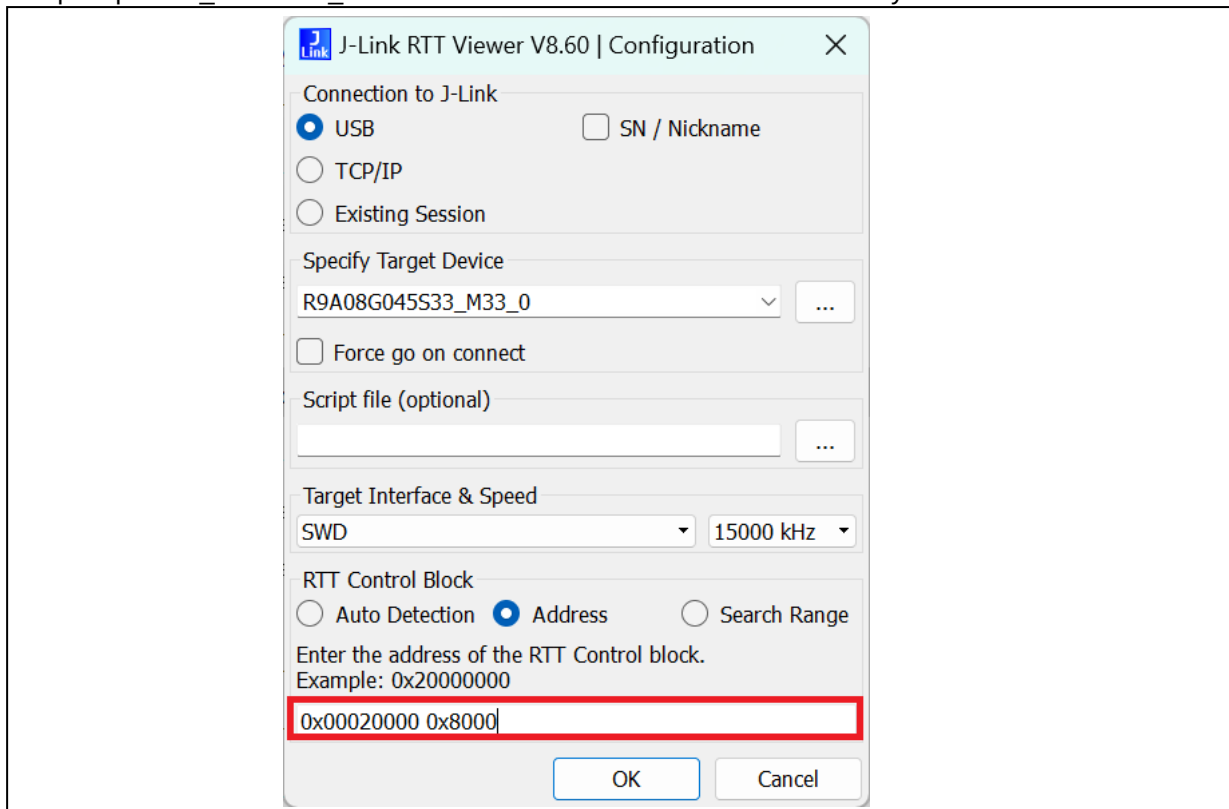 J-Link RTT Viewer V8.60 | Configuration
Connection to J-Link
USB SN / Nickname
TCP/IP
Existing Session
Specify Target Device
R9A08G045S33_M33_0 ...
Force go on connect
Script file (optional)
...
Target Interface & Speed
SWD 15000 kHz
RTT Control Block
Auto Detection Address Search Range
Enter the address of the RTT Control block.
Example: 0x20000000
0x00020000 0x8000
OK Cancel